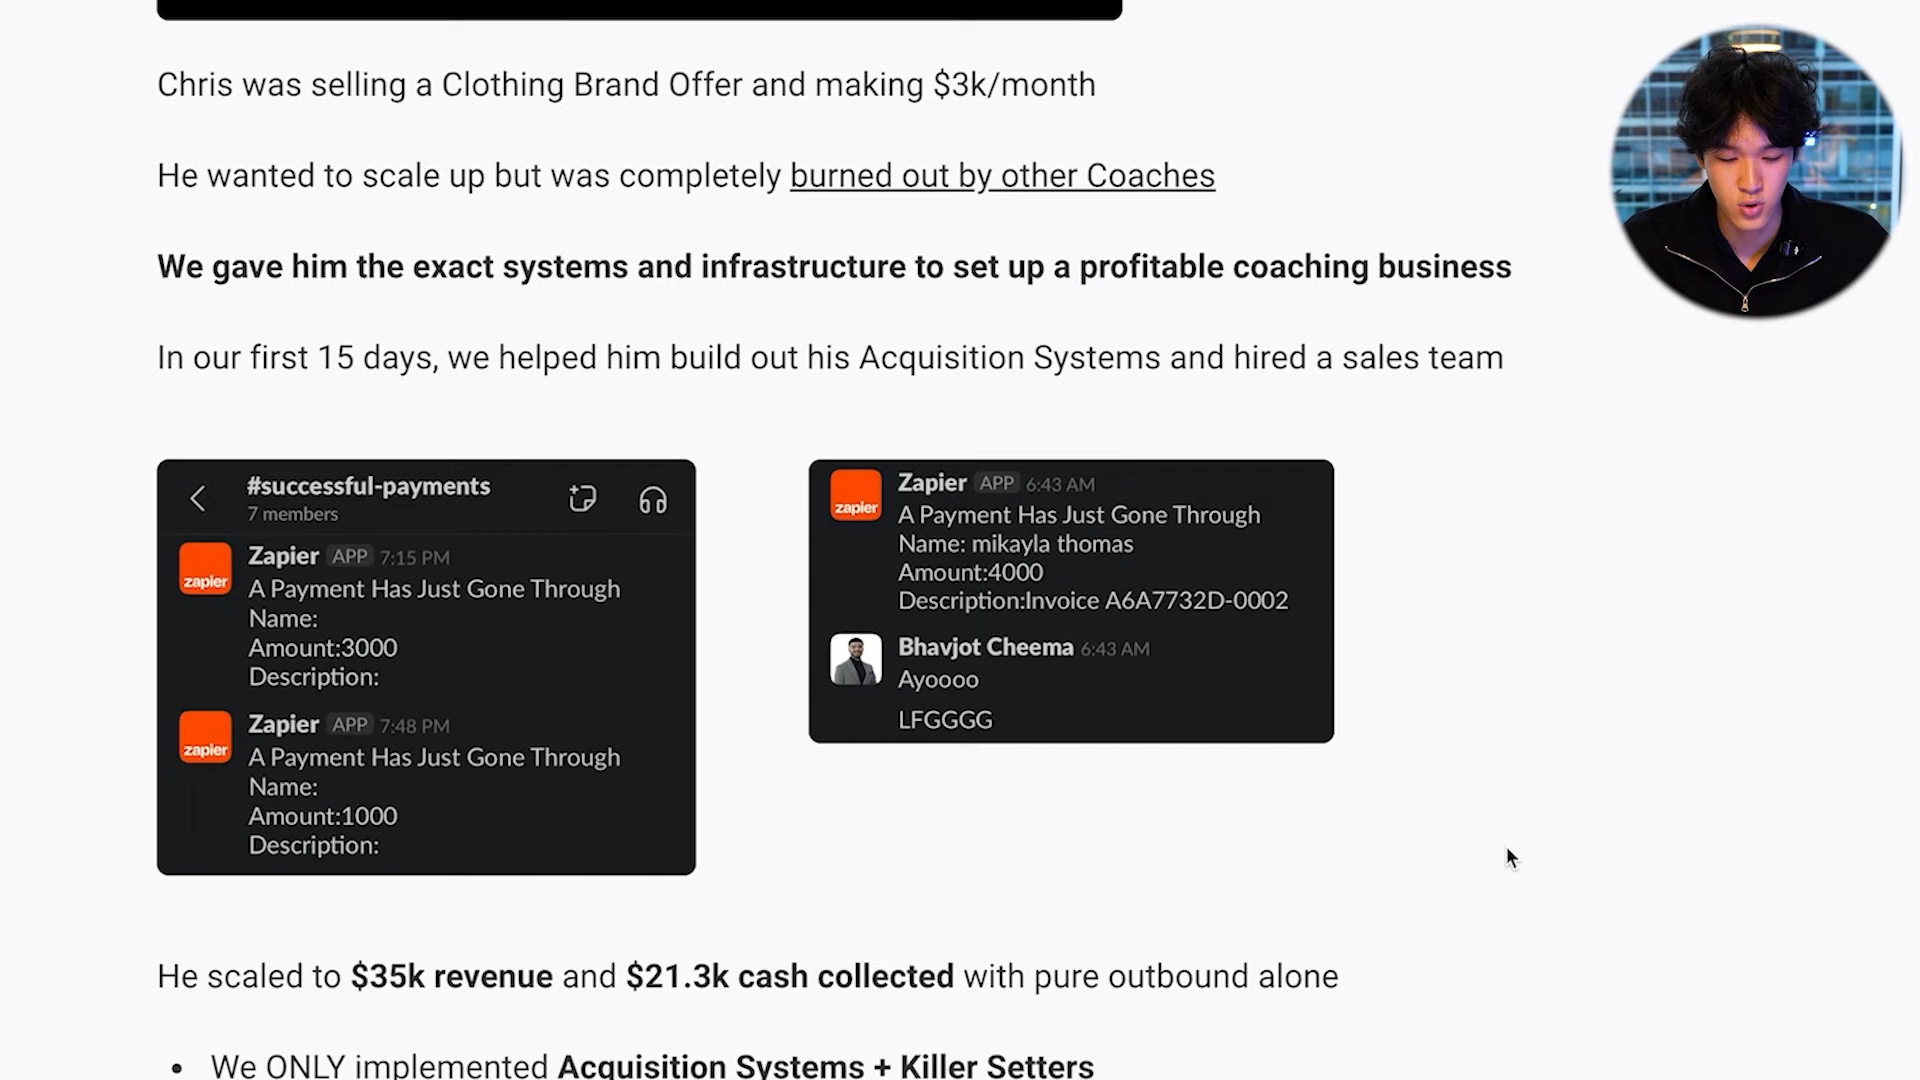 Chris was selling a Clothing Brand Offer and making $3k/month
He wanted to scale up but was completely burned out by other Coaches
We gave him the exact systems and infrastructure to set up a profitable coaching business
In our first 15 days, we helped him build out his Acquisition Systems and hired a sales team
#successful-payments
7 members
zapier
Zapier APP 7:15 PM
A Payment Has Just Gone Through
Name:
Amount:3000
Description:
zapier
Zapier APP 7:48 PM
A Payment Has Just Gone Through
Name:
Amount:1000
Description:
zapier
Zapier APP 6:43 AM
A Payment Has Just Gone Through
Name: mikayla thomas
Amount:4000
Description:Invoice A6A7732D-0002
Bhavjot Cheema 6:43 AM
Ayoooo
LFGGGG
He scaled to $35k revenue and $21.3k cash collected with pure outbound alone
• We ONLY implemented Acquisition Systems + Killer Setters